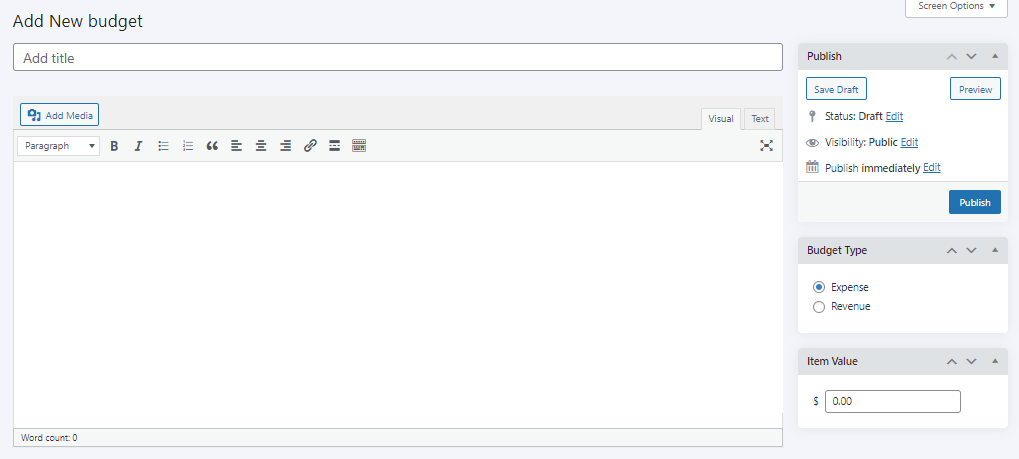 Screen Options
Add New budget
Add title
Add Media
Visual
Text
Paragraph
B
I
Word count: 0
Publish
Save Draft
Preview
Status: Draft Edit
Visibility: Public Edit
Publish immediately Edit
Publish
Budget Type
Expense
Revenue
Item Value
$ 0.00